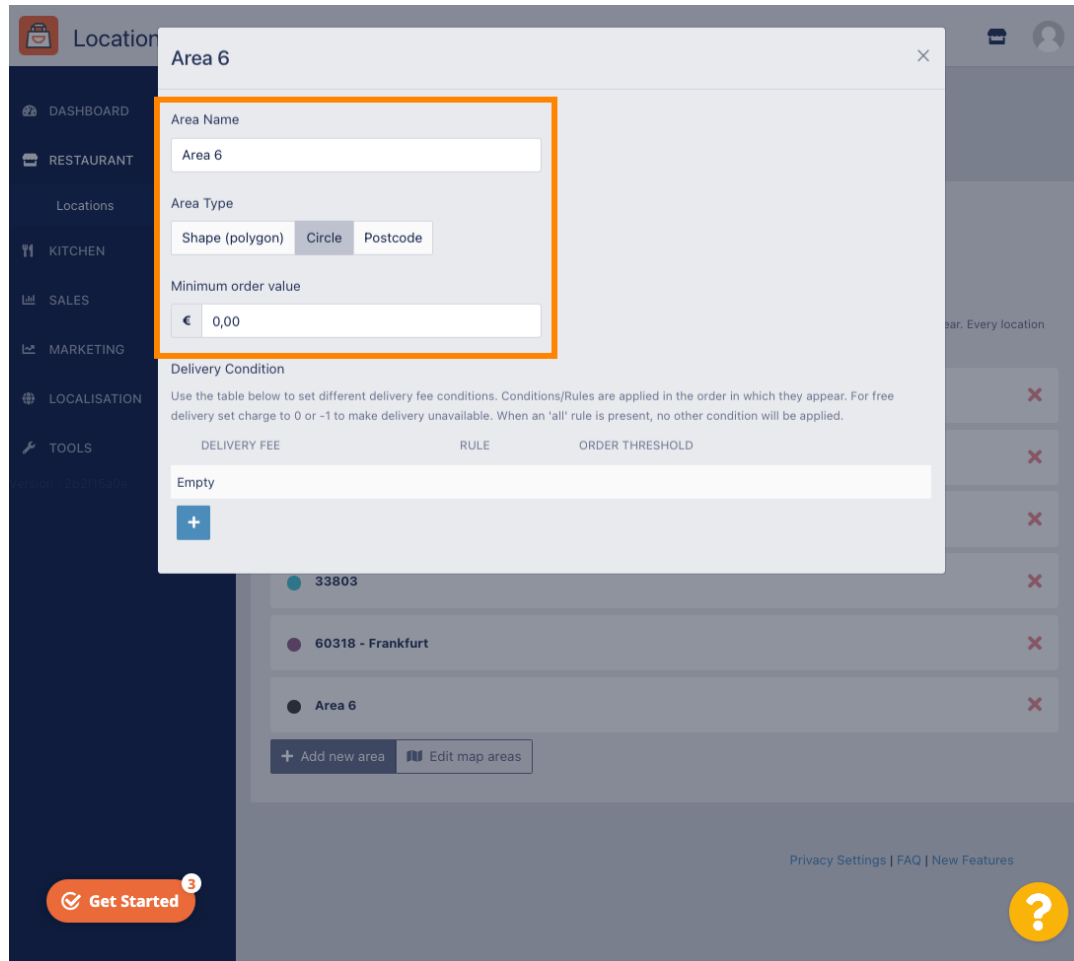 Location
Area 6
×
DASHBOARD
RESTAURANT
Locations
KITCHEN
SALES
MARKETING
LOCALISATION
TOOLS
Area Name
Area 6
Area Type
Shape (polygon) Circle Postcode
Minimum order value
€ 0,00
ear. Every location
Delivery Condition
Use the table below to set different delivery fee conditions. Conditions/Rules are applied in the order in which they appear. For free
delivery set charge to 0 or -1 to make delivery unavailable. When an 'all' rule is present, no other condition will be applied.
DELIVERY FEE RULE ORDER THRESHOLD
Empty
+
33803
60318 - Frankfurt
Area 6
+ Add new area Edit map areas
Privacy Settings | FAQ | New Features
Get Started 3
?